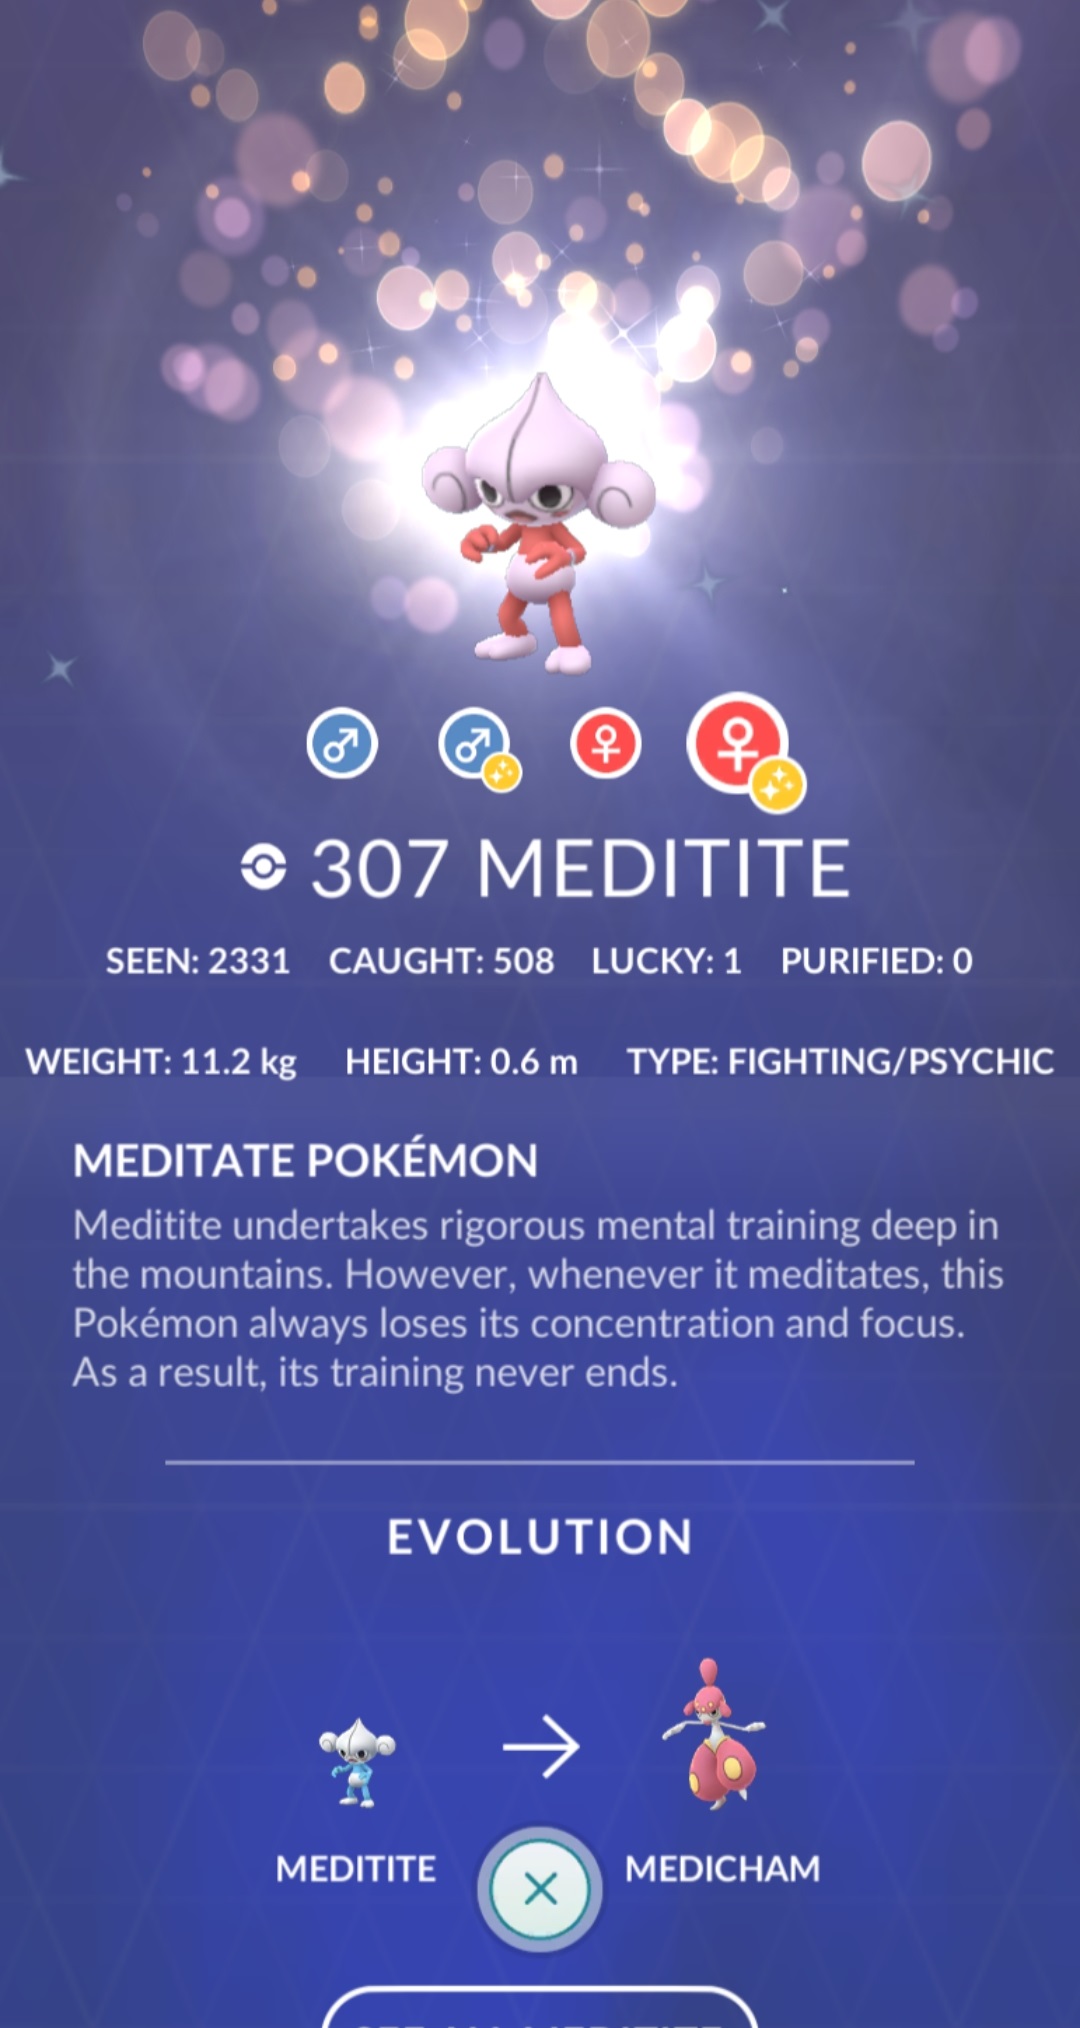 307 MEDITITE
SEEN: 2331 CAUGHT: 508 LUCKY: 1 PURIFIED: 0
WEIGHT: 11.2 kg HEIGHT: 0.6 m TYPE: FIGHTING/PSYCHIC
MEDITATE POKÉMON
Meditite undertakes rigorous mental training deep in
the mountains. However, whenever it meditates, this
Pokémon always loses its concentration and focus.
As a result, its training never ends.
EVOLUTION
MEDITITE MEDICHAM